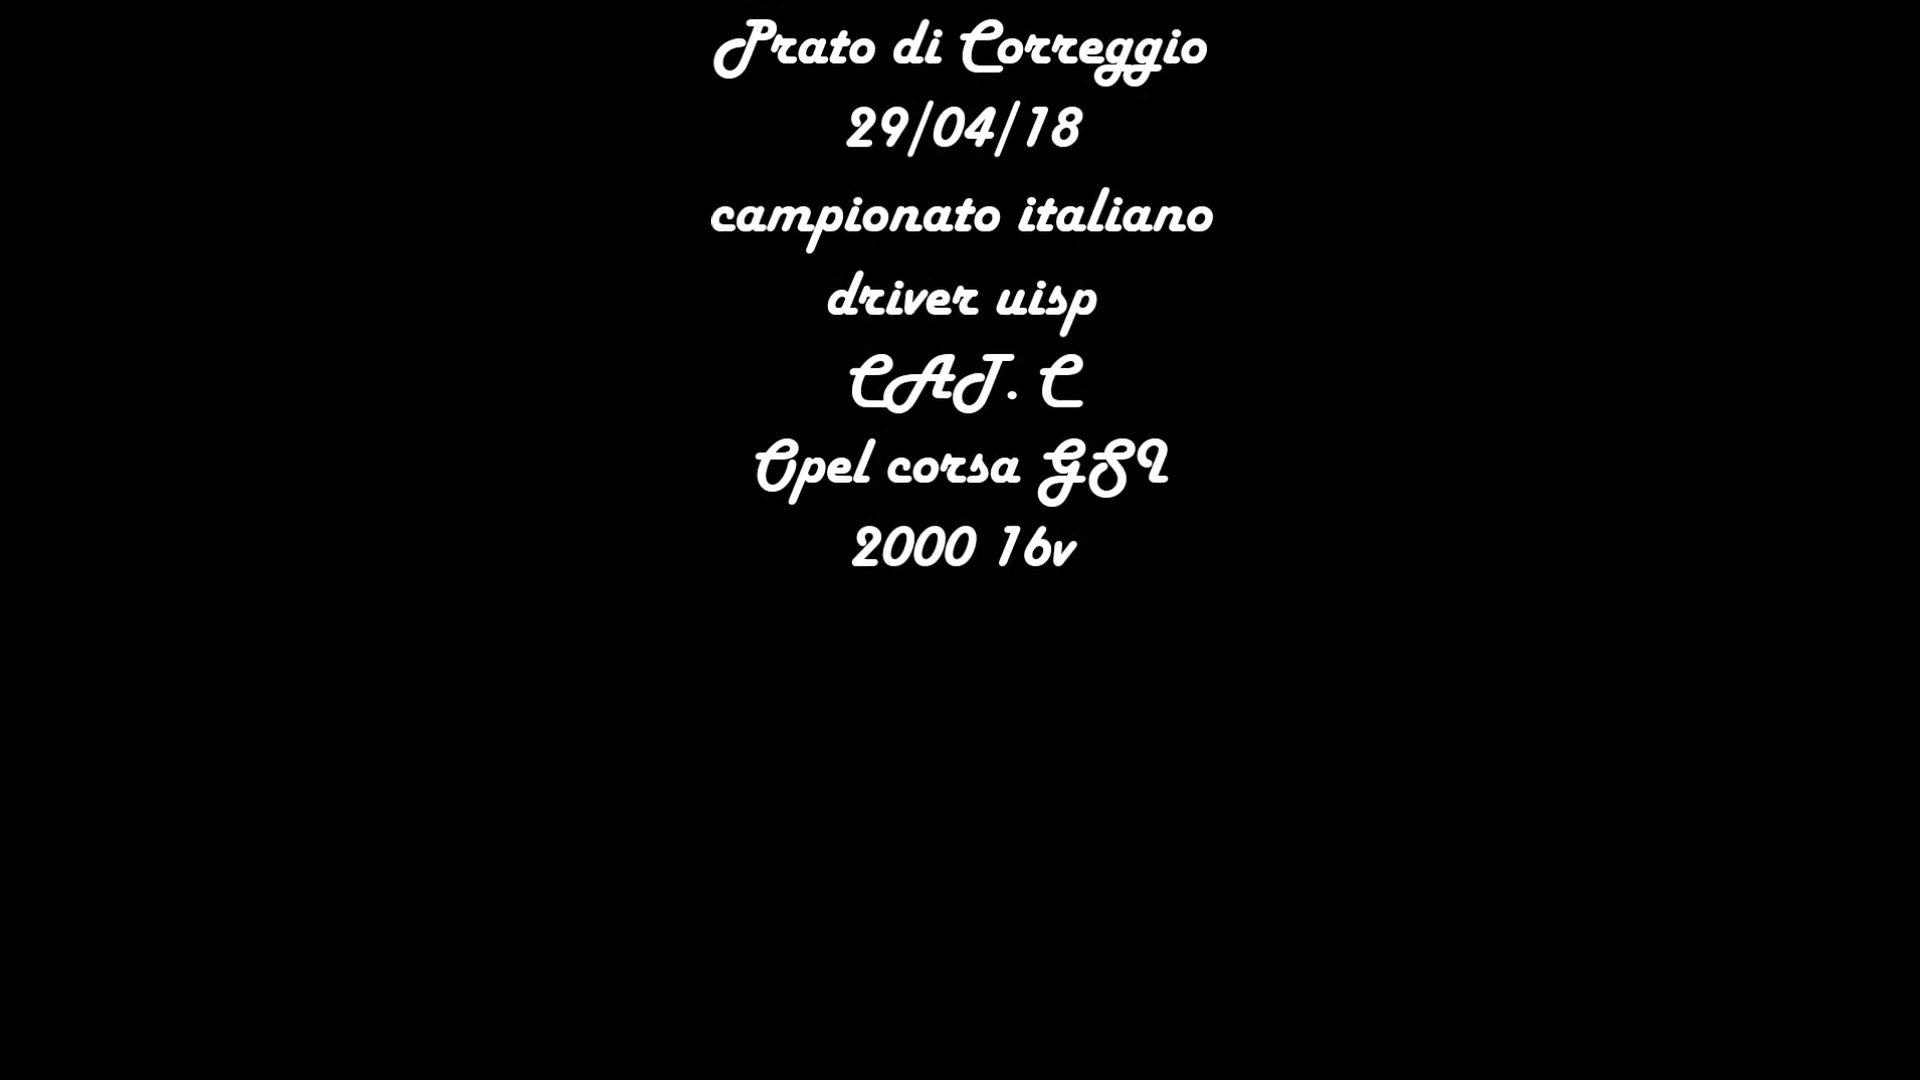 Prato di Correggio
29/04/18
campionato italiano
driver uisp
CAT. C
Opel corsa GSI
2000 16v